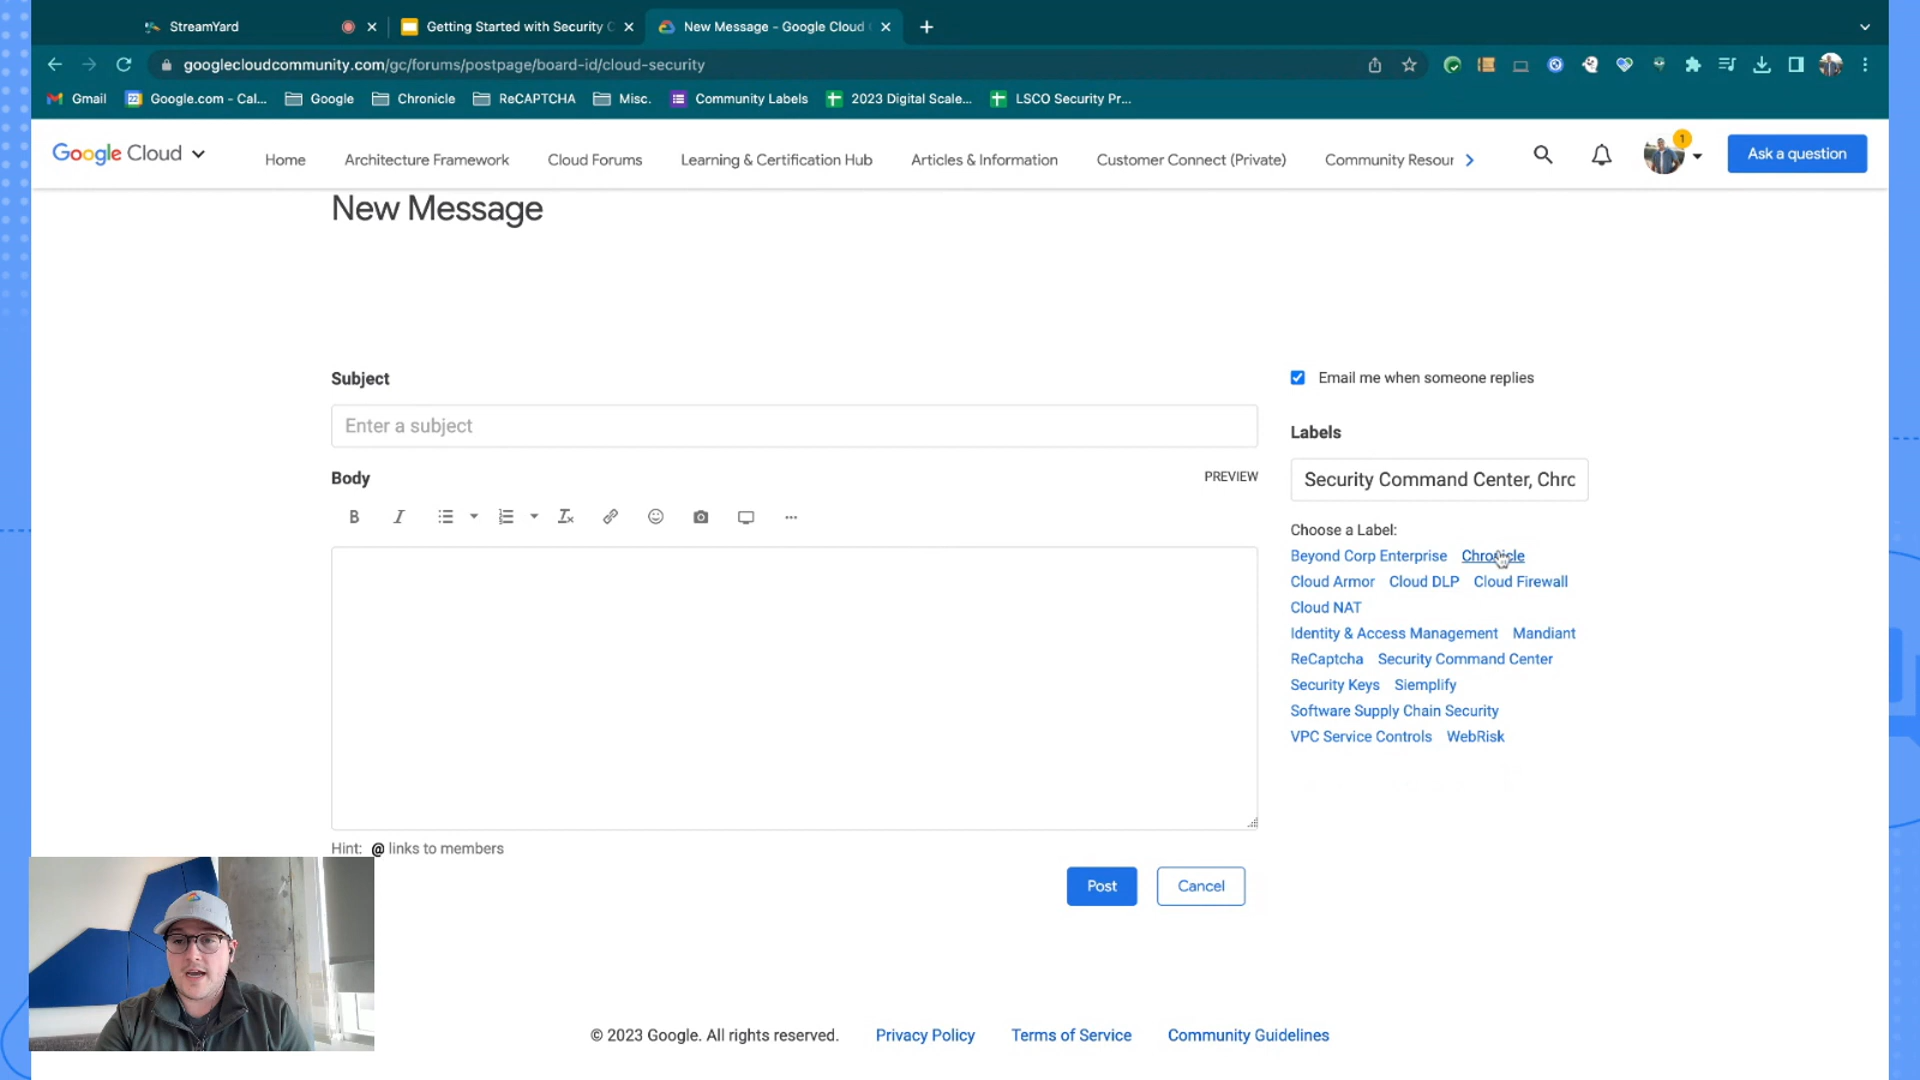 StreamYard
Getting Started with Security C
New Message - Google Cloud
googlecloudcommunity.com/gc/forums/postpage/board-id/cloud-security
Gmail
Google.com - Cal...
Google
Chronicle
ReCAPTCHA
Misc.
Community Labels
2023 Digital Scale...
LSCO Security Pr...
Google Cloud
Home
Architecture Framework
Cloud Forums
Learning & Certification Hub
Articles & Information
Customer Connect (Private)
Community Resour
1
Ask a question
New Message
Subject
Enter a subject
Body
PREVIEW
Hint: @ links to members
Post
Cancel
Email me when someone replies
Labels
Security Command Center, Chro
Choose a Label:
Beyond Corp Enterprise Chronicle
Cloud Armor Cloud DLP Cloud Firewall
Cloud NAT
Identity & Access Management Mandiant
ReCaptcha Security Command Center
Security Keys Siemplify
Software Supply Chain Security
VPC Service Controls WebRisk
© 2023 Google. All rights reserved.
Privacy Policy
Terms of Service
Community Guidelines